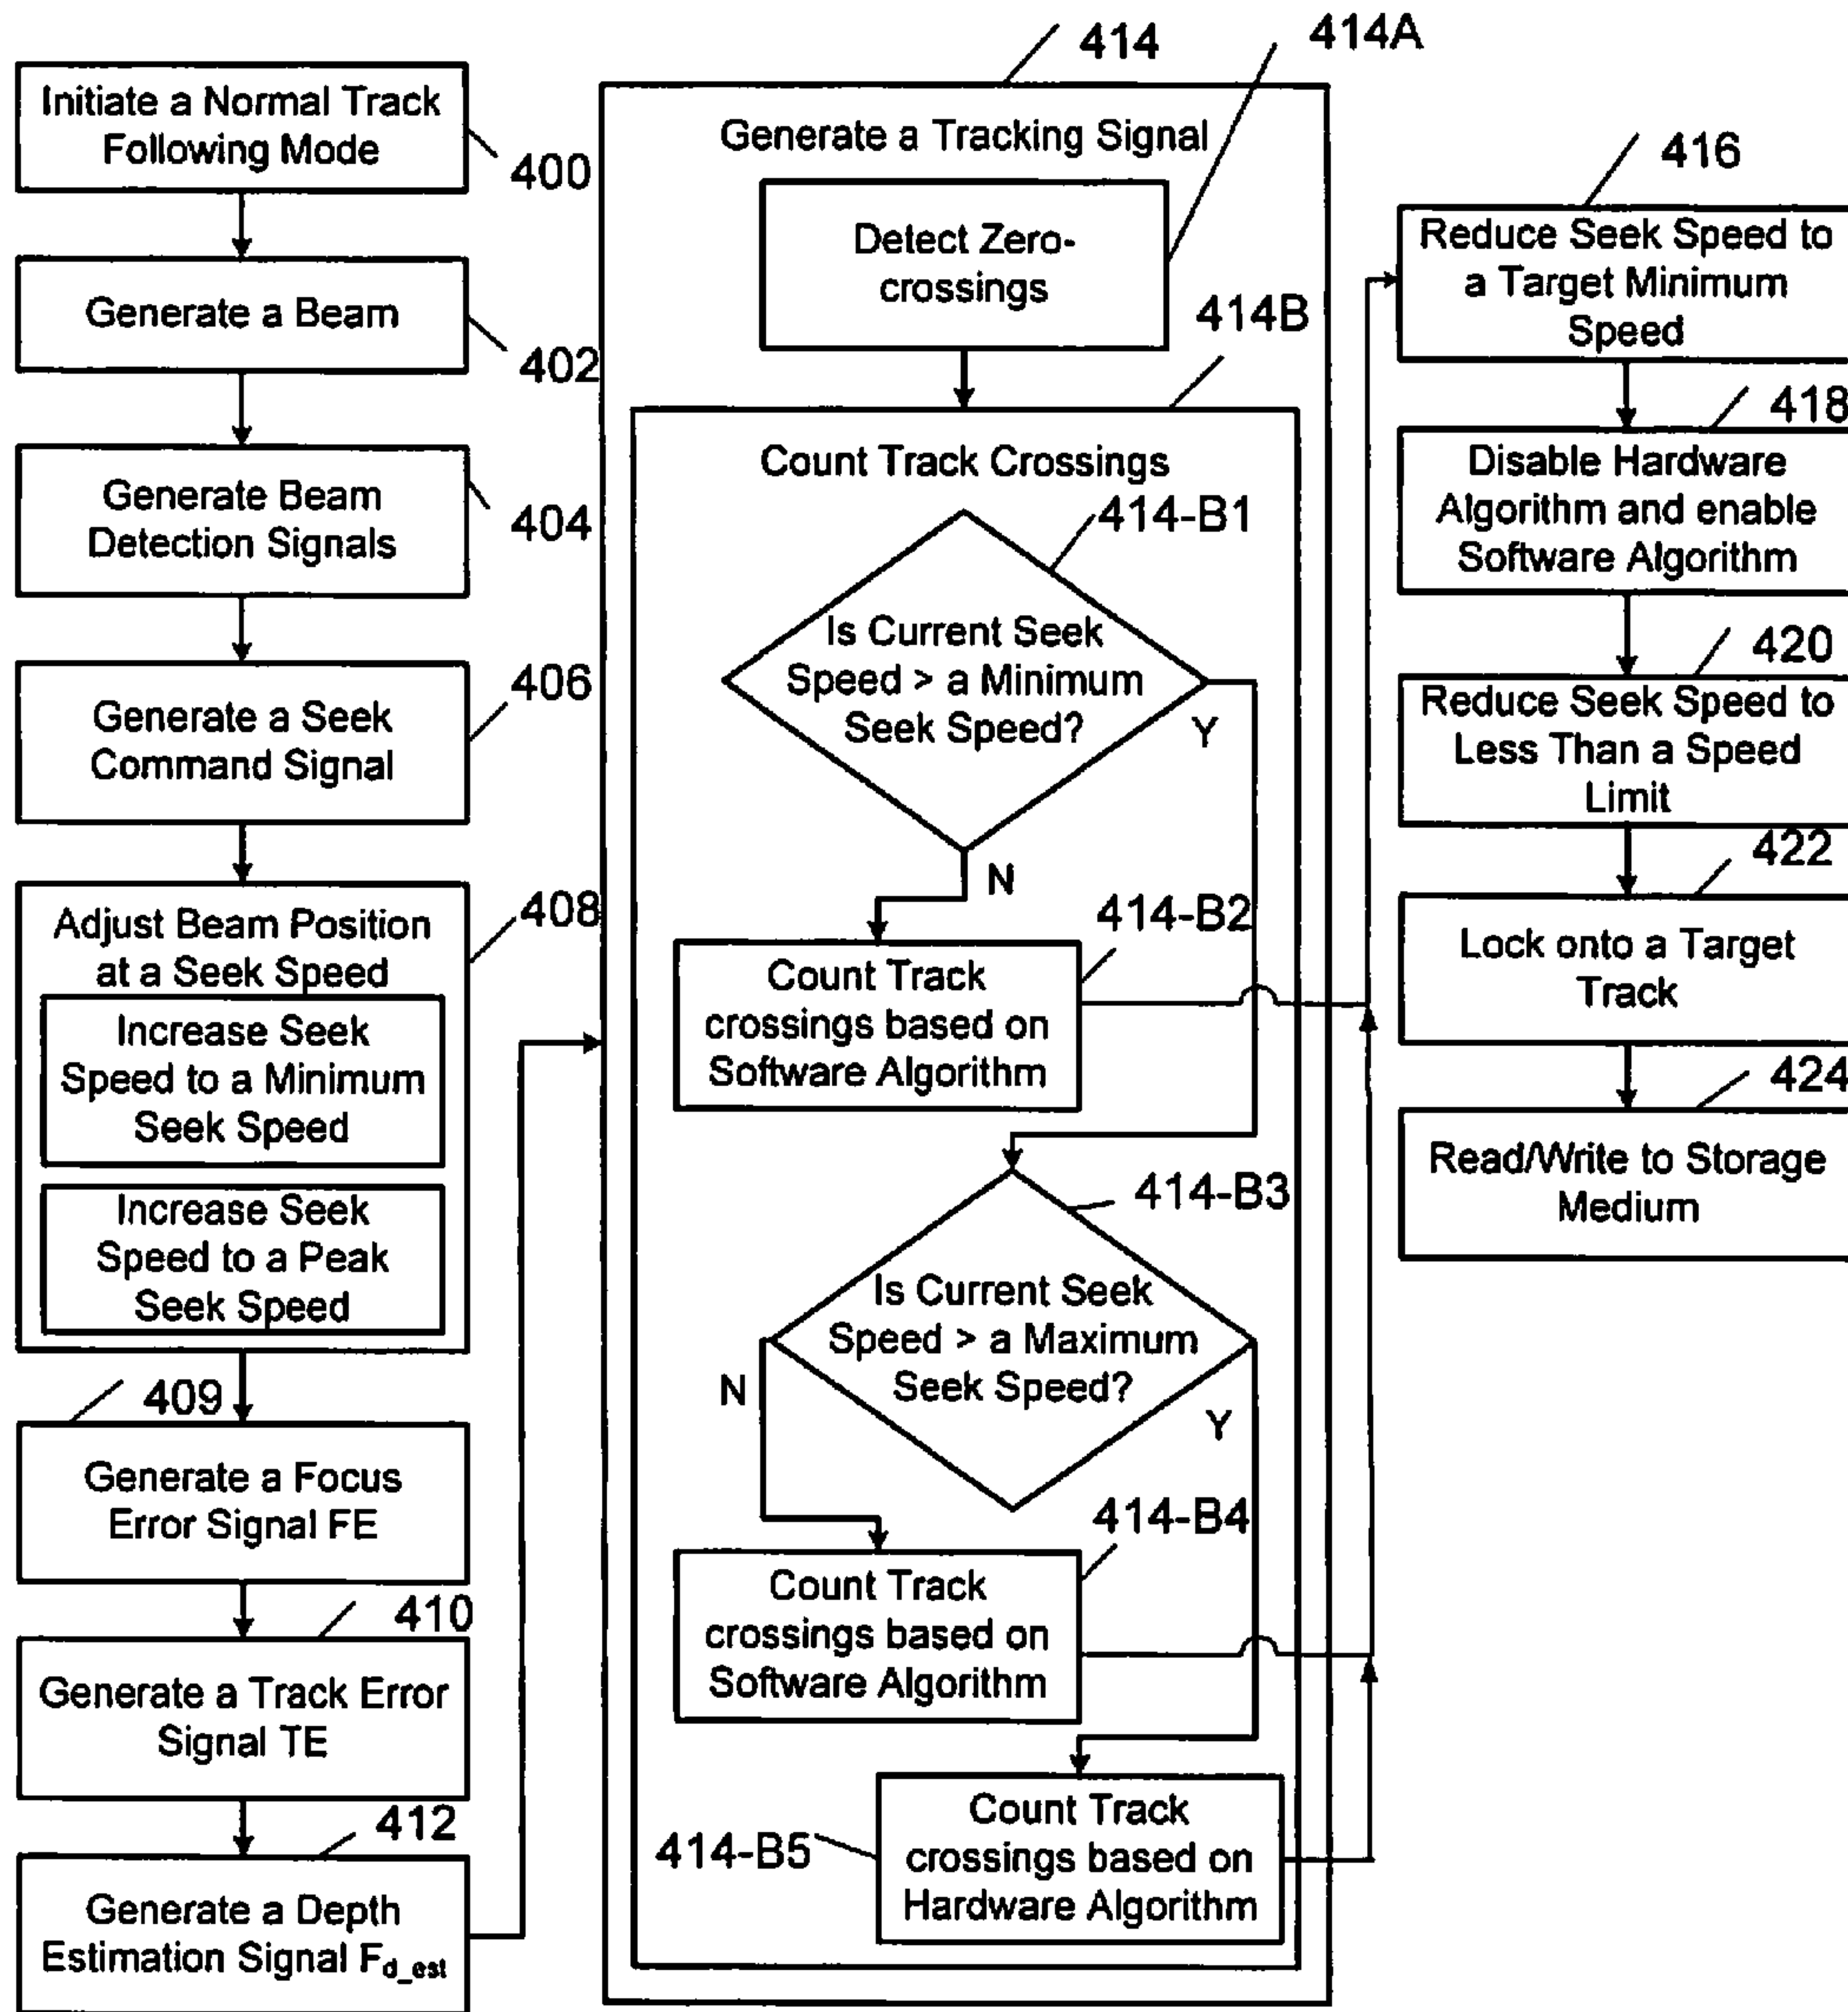 Initiate a Normal Track
Following Mode
400
Generate a Beam
402
Generate Beam
Detection Signals
404
Generate a Seek
Command Signal
406
Adjust Beam Position
at a Seek Speed
408
Increase Seek
Speed to a Minimum
Seek Speed
Increase Seek
Speed to a Peak
Seek Speed
409
Generate a Focus
Error Signal FE
410
Generate a Track Error
Signal TE
412
Generate a Depth
Estimation Signal Fd_est
414
414A
Generate a Tracking Signal
Detect Zero-
crossings
414B
Count Track Crossings
414-B1
Is Current Seek
Speed > a Minimum
Seek Speed?
Y
N
414-B2
Count Track
crossings based on
Software Algorithm
414-B3
Is Current Seek
Speed > a Maximum
Seek Speed?
N
Y
414-B4
Count Track
crossings based on
Software Algorithm
414-B5
Count Track
crossings based on
Hardware Algorithm
416
Reduce Seek Speed to
a Target Minimum
Speed
418
Disable Hardware
Algorithm and enable
Software Algorithm
420
Reduce Seek Speed to
Less Than a Speed
Limit
422
Lock onto a Target
Track
424
Read/Write to Storage
Medium